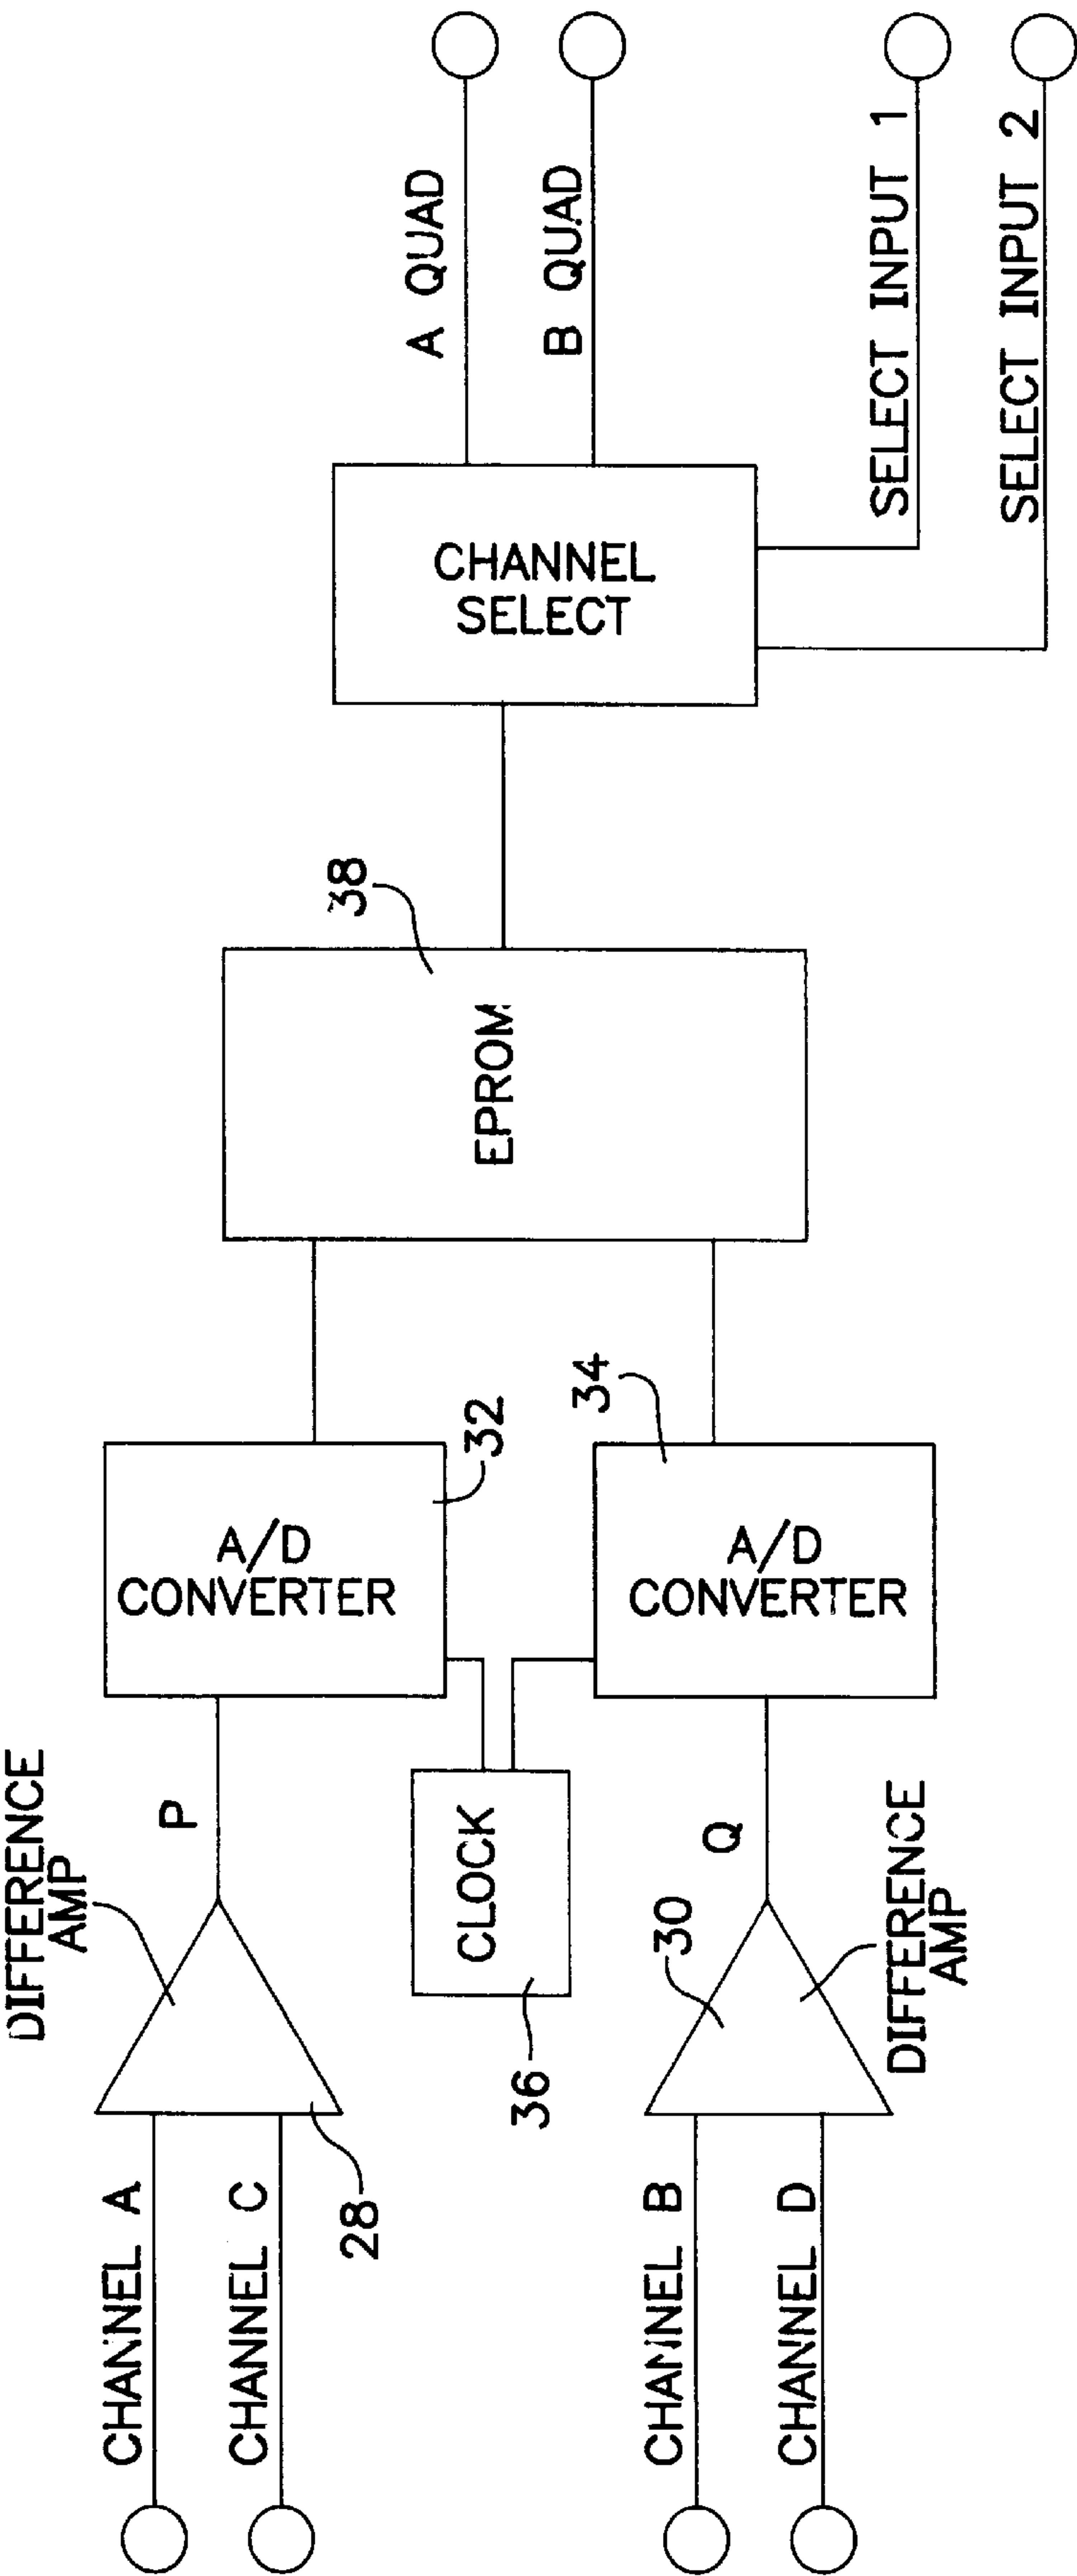 DIFFERENCE
AMP
CHANNEL A
CHANNEL C
28
P
A/D
CONVERTER
32
CLOCK
36
CHANNEL B
CHANNEL D
30
Q
DIFFERENCE
AMP
A/D
CONVERTER
34
EPROM
38
CHANNEL
SELECT
A QUAD
B QUAD
SELECT INPUT 1
SELECT INPUT 2